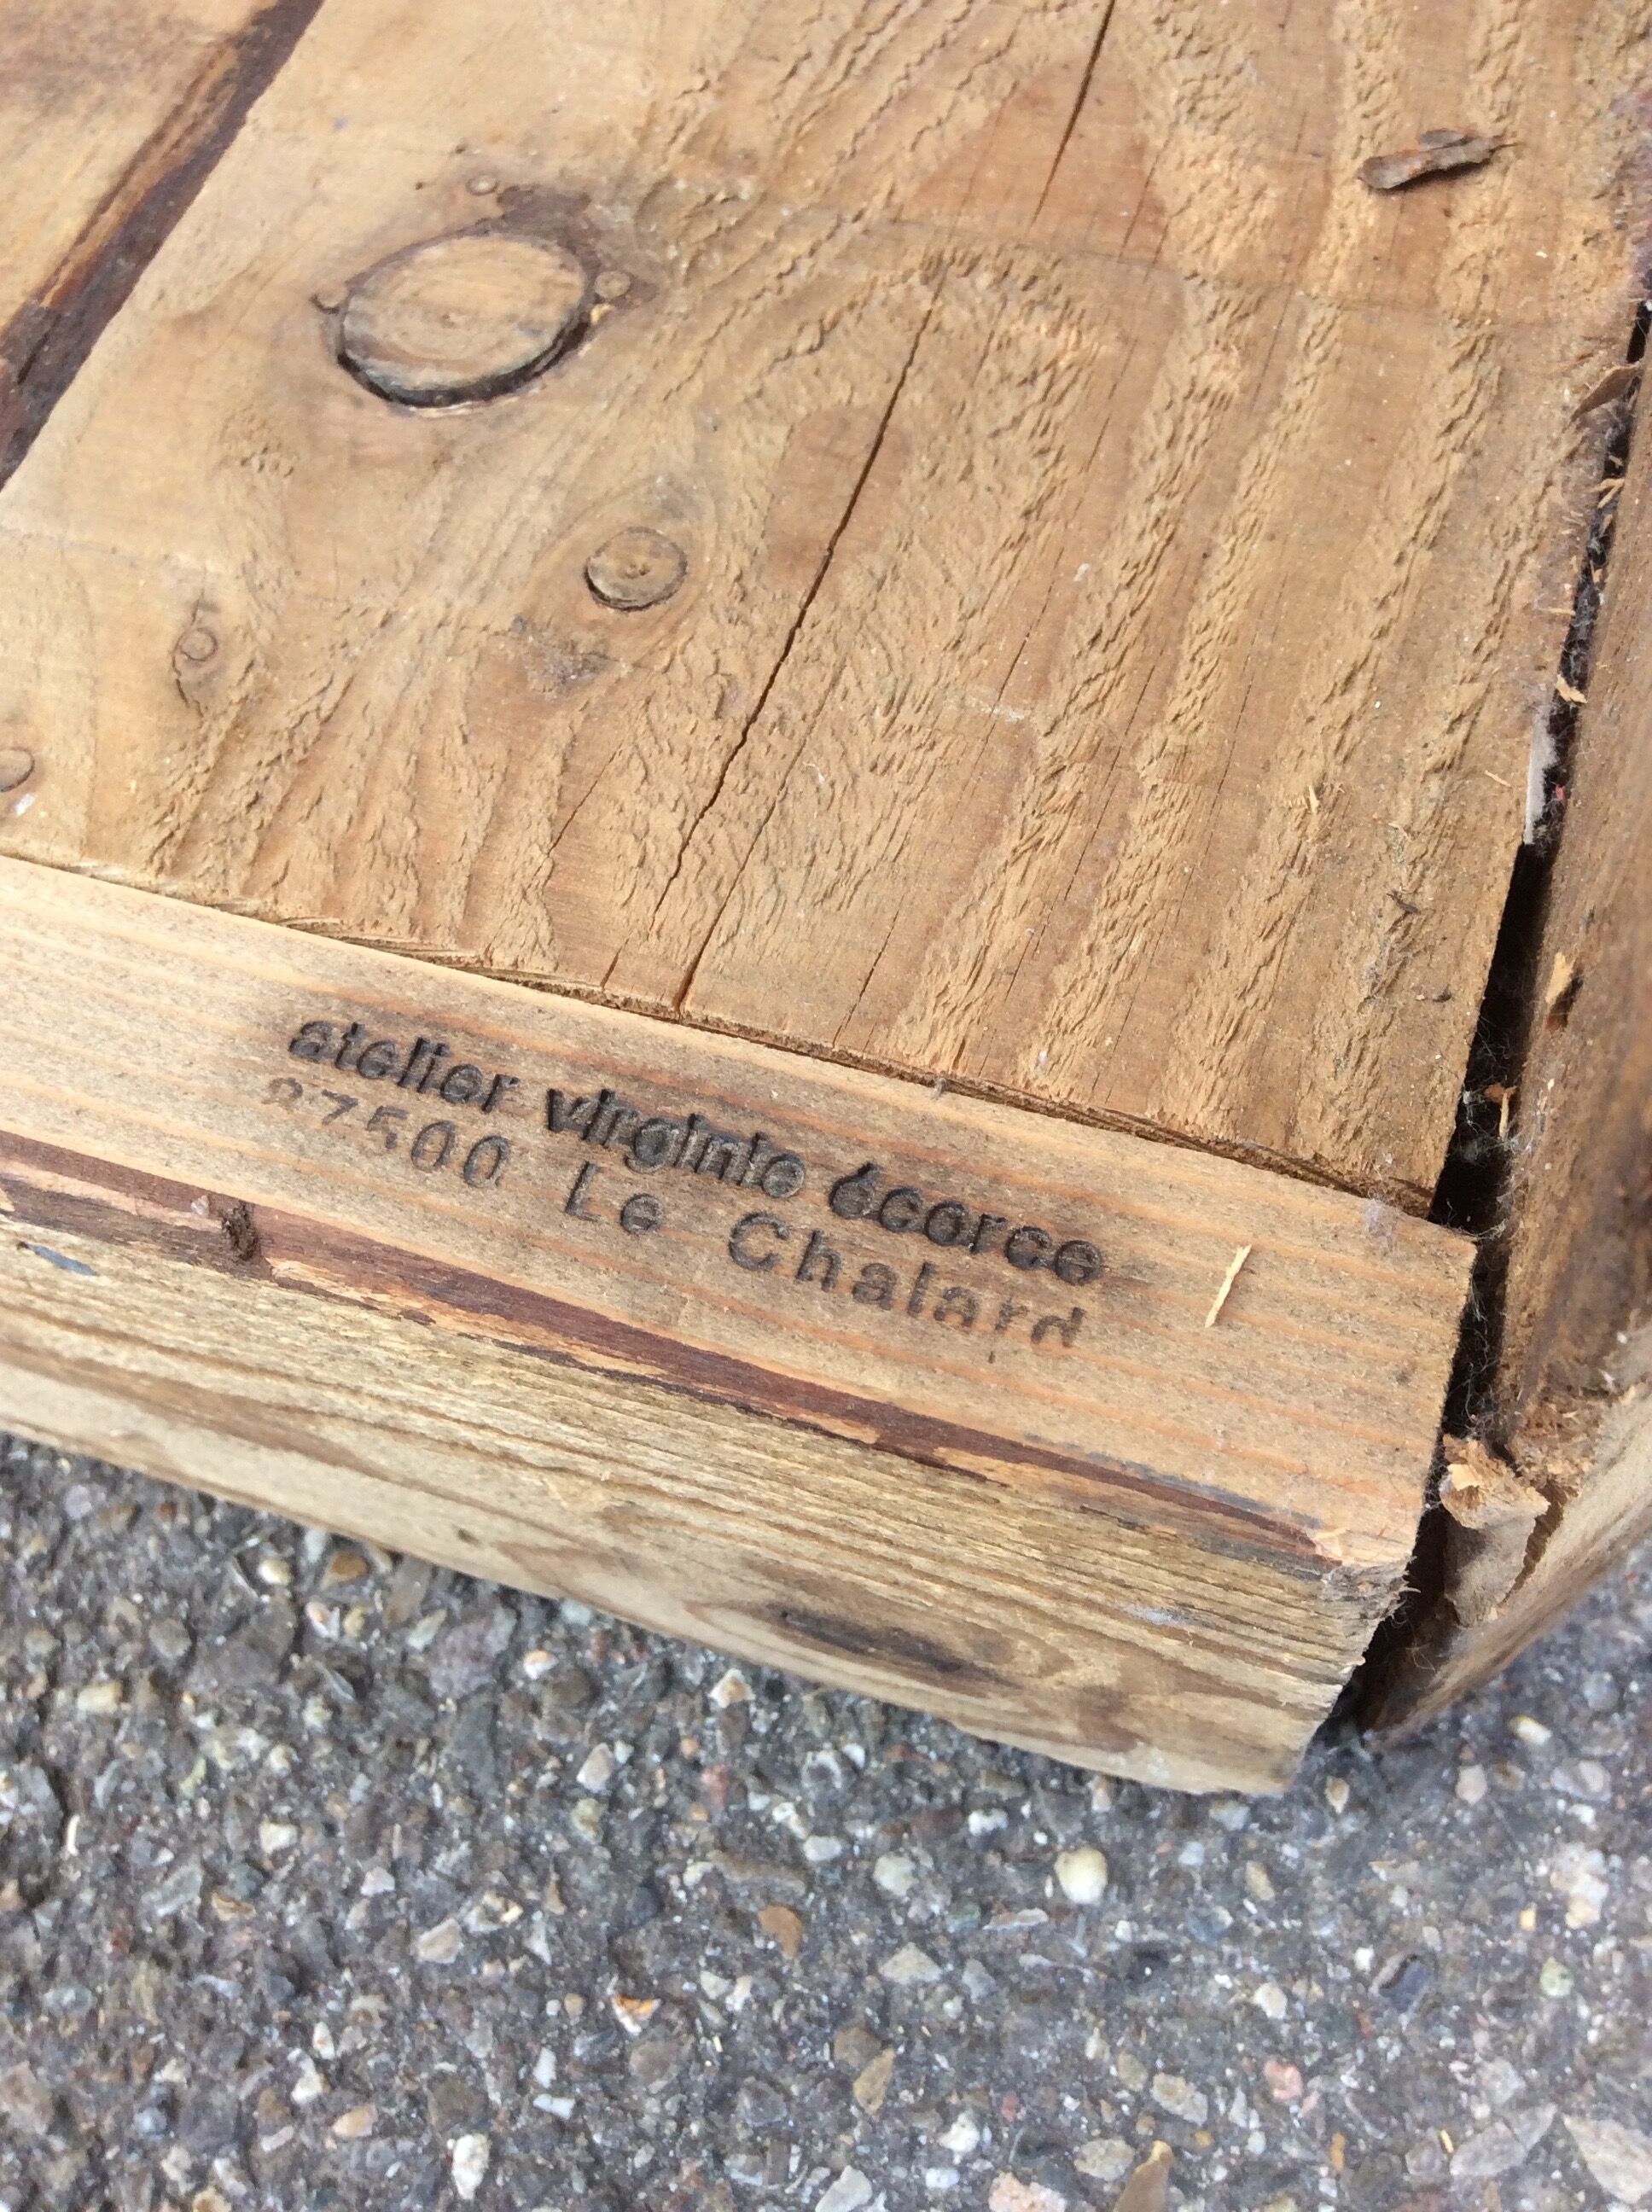 atelier virginie écorce
87500 Le Chalard